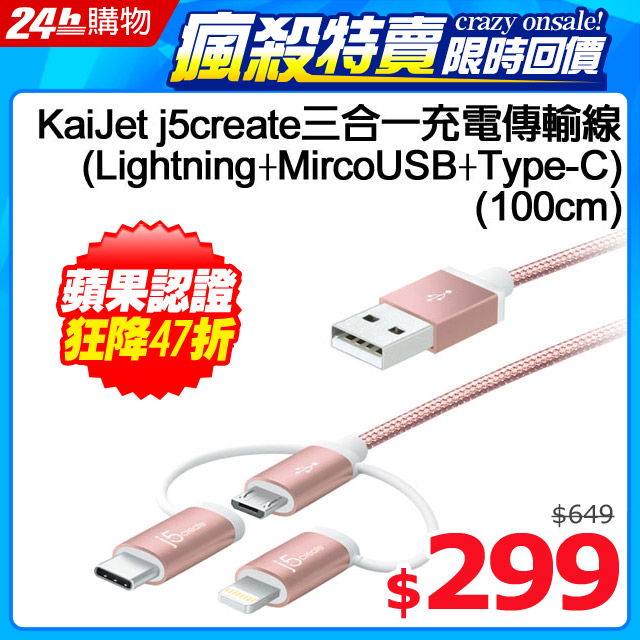 24h購物
瘋殺特賣
crazy onsale!
限時回價
KaiJet j5create三合一充電傳輸線
(Lightning+MircoUSB+Type-C)
(100cm)
蘋果認證
狂降47折
j5create
j5create
$649
$299